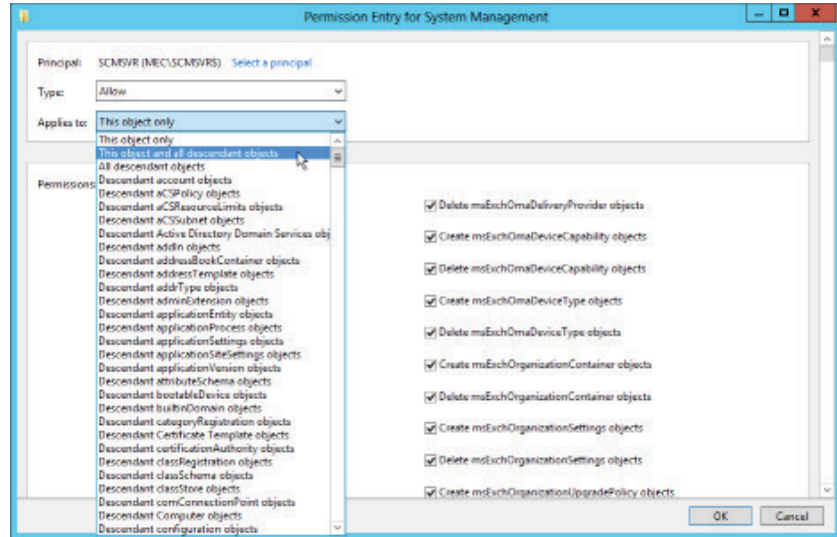 Permission Entry for System Management
Principal: SCMSVR (MEC\SCMSVR$) Select a principal
Type: Allow
Applies to: This object only
This object only
This object and all descendant objects
All descendant objects
Descendant account objects
Descendant aCSPolicy objects
Descendant aCSResourceLimits objects
Descendant aCSSubnet objects
Descendant Active Directory Domain Services obj
Descendant addIn objects
Descendant addressBookContainer objects
Descendant addressTemplate objects
Descendant addrType objects
Descendant adminExtension objects
Descendant applicationEntity objects
Descendant applicationProcess objects
Descendant applicationSettings objects
Descendant applicationSiteSettings objects
Descendant applicationVersion objects
Descendant attributeSchema objects
Descendant bootableDevice objects
Descendant builtinDomain objects
Descendant categoryRegistration objects
Descendant Certificate Template objects
Descendant certificationAuthority objects
Descendant classRegistration objects
Descendant classSchema objects
Descendant classStore objects
Descendant comConnectionPoint objects
Descendant Computer objects
Descendant configuration objects
Permissions:
Delete msExchOmaDeliveryProvider objects
Create msExchOmaDeviceCapability objects
Delete msExchOmaDeviceCapability objects
Create msExchOmaDeviceType objects
Delete msExchOmaDeviceType objects
Create msExchOrganizationContainer objects
Delete msExchOrganizationContainer objects
Create msExchOrganizationSettings objects
Delete msExchOrganizationSettings objects
Create msExchOrganizationUpgradePolicy objects
OK Cancel